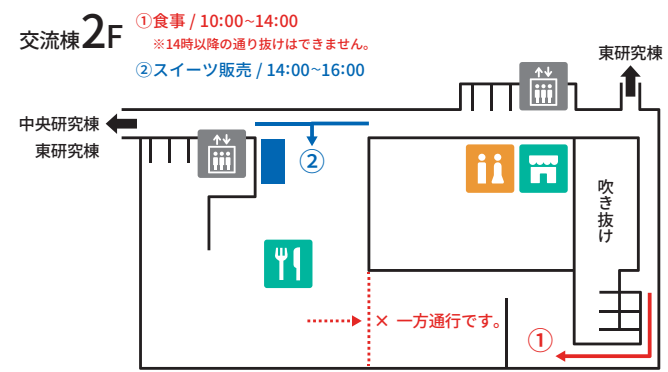 交流棟2F
①食事 / 10:00~14:00
※14時以降の通り抜けはできません。
②スイーツ販売 / 14:00~16:00
東研究棟
中央研究棟
東研究棟
②
吹き抜け
× 一方通行です。
①